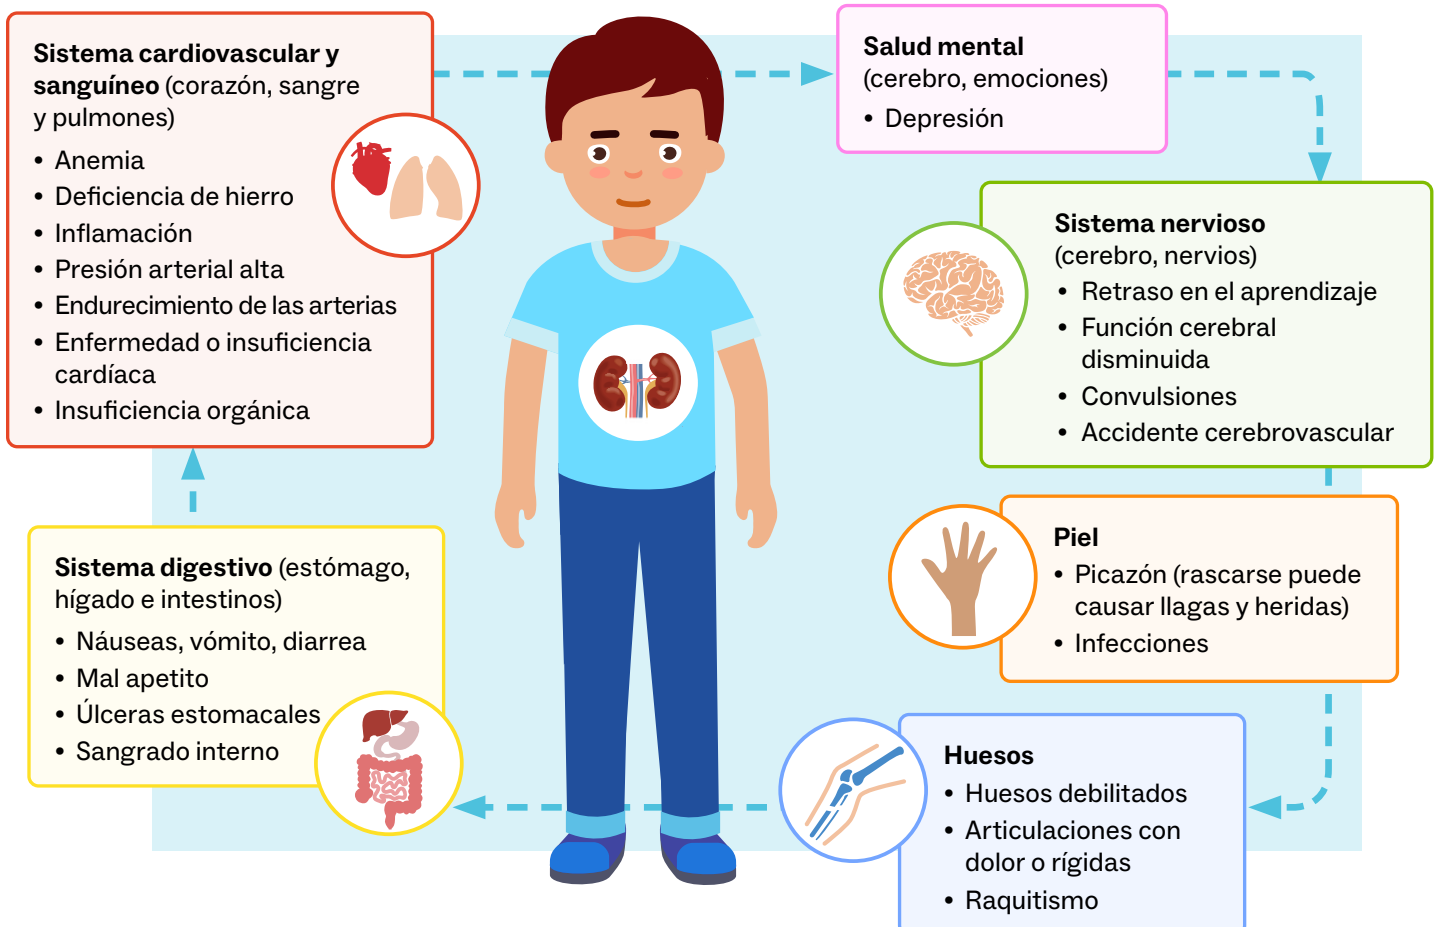 Sistema cardiovascular y
sanguíneo (corazón, sangre
y pulmones)
• Anemia
• Deficiencia de hierro
• Inflamación
• Presión arterial alta
• Endurecimiento de las arterias
• Enfermedad o insuficiencia
cardíaca
• Insuficiencia orgánica
Salud mental
(cerebro, emociones)
• Depresión
Sistema nervioso
(cerebro, nervios)
• Retraso en el aprendizaje
• Función cerebral
disminuida
• Convulsiones
• Accidente cerebrovascular
Piel
• Picazón (rascarse puede
causar llagas y heridas)
• Infecciones
Huesos
• Huesos debilitados
• Articulaciones con
dolor o rígidas
• Raquitismo
Sistema digestivo (estómago,
hígado e intestinos)
• Náuseas, vómito, diarrea
• Mal apetito
• Úlceras estomacales
• Sangrado interno